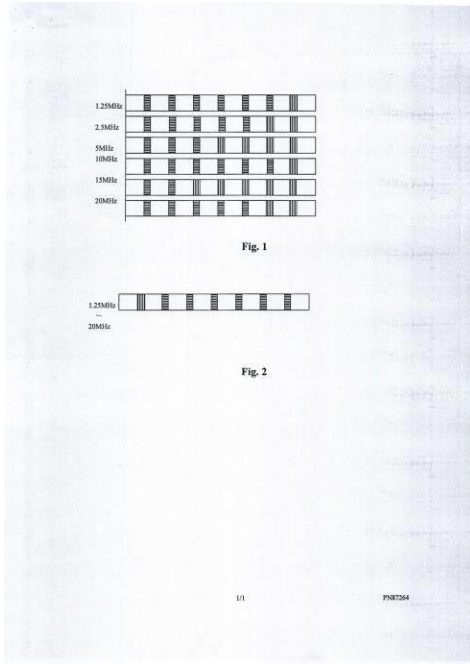 1.25MHz
2.5MHz
5MHz
10MHz
15MHz
20MHz
Fig. 1
1.25MHz
~
20MHz
Fig. 2
1/1
PN87264